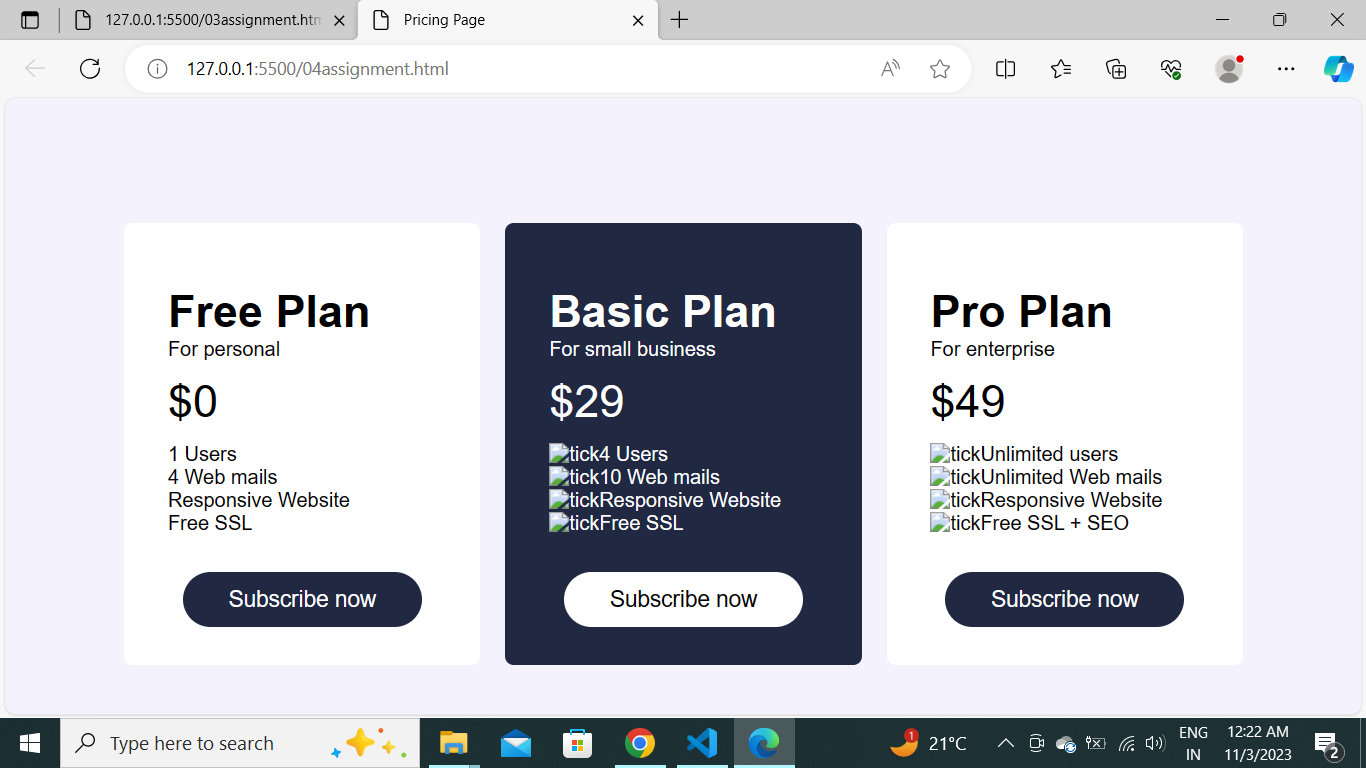 127.0.0.1:5500/03assignment.htm
Pricing Page
127.0.0.1:5500/04assignment.html
Free Plan
For personal
$0
1 Users
4 Web mails
Responsive Website
Free SSL
Subscribe now
Basic Plan
For small business
$29
tick4 Users
tick10 Web mails
tickResponsive Website
tickFree SSL
Subscribe now
Pro Plan
For enterprise
$49
tickUnlimited users
tickUnlimited Web mails
tickResponsive Website
tickFree SSL + SEO
Subscribe now
Type here to search
1
21°C
ENG
IN
12:22 AM
11/3/2023
2